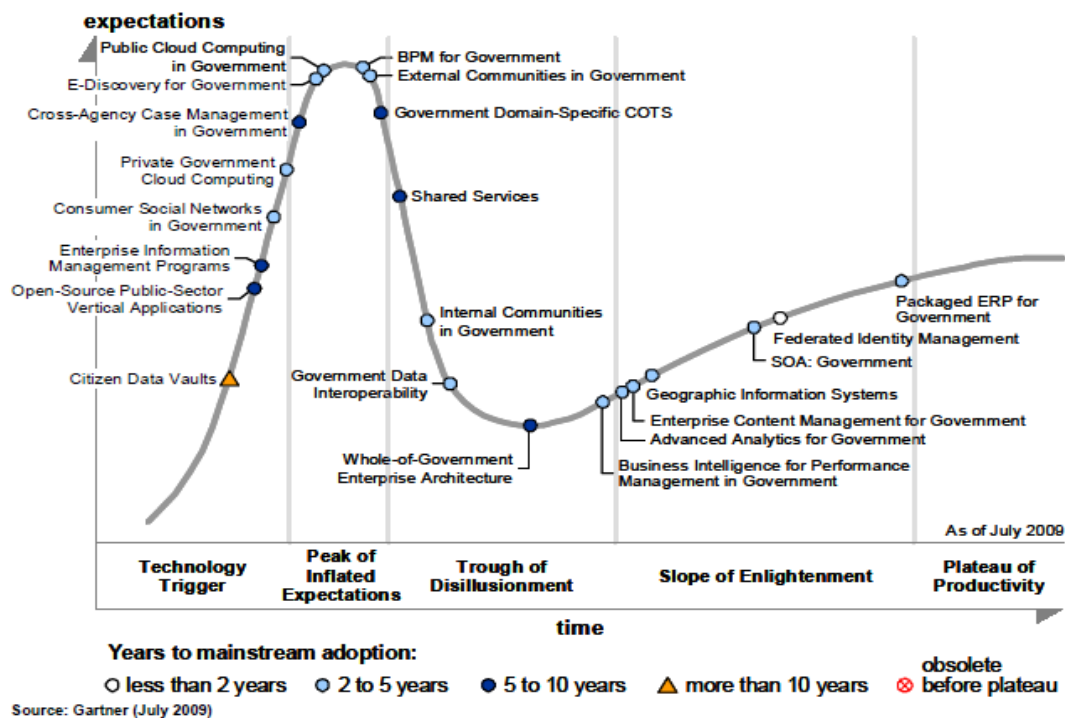 expectations
Public Cloud Computing
in Government
E-Discovery for Government
Cross-Agency Case Management
in Government
Private Government
Cloud Computing
Consumer Social Networks
in Government
Enterprise Information
Management Programs
Open-Source Public-Sector
Vertical Applications
Citizen Data Vaults
BPM for Government
External Communities in Government
Government Domain-Specific COTS
Shared Services
Internal Communities
in Government
Government Data
Interoperability
Whole-of-Government
Enterprise Architecture
Packaged ERP for
Government
Federated Identity Management
SOA: Government
Geographic Information Systems
Enterprise Content Management for Government
Advanced Analytics for Government
Business Intelligence for Performance
Management in Government
As of July 2009
Technology
Trigger
Peak of
Inflated
Expectations
Trough of
Disillusionment
Slope of Enlightenment
Plateau of
Productivity
time
Years to mainstream adoption:
less than 2 years
2 to 5 years
5 to 10 years
more than 10 years
obsolete
before plateau
Source: Gartner (July 2009)